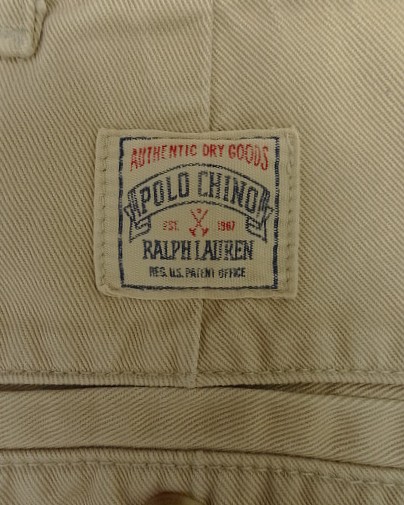 AUTHENTIC DRY GOODS
POLO CHINO
EST. 1967
RALPH LAUREN
REG. U.S. PATENT OFFICE